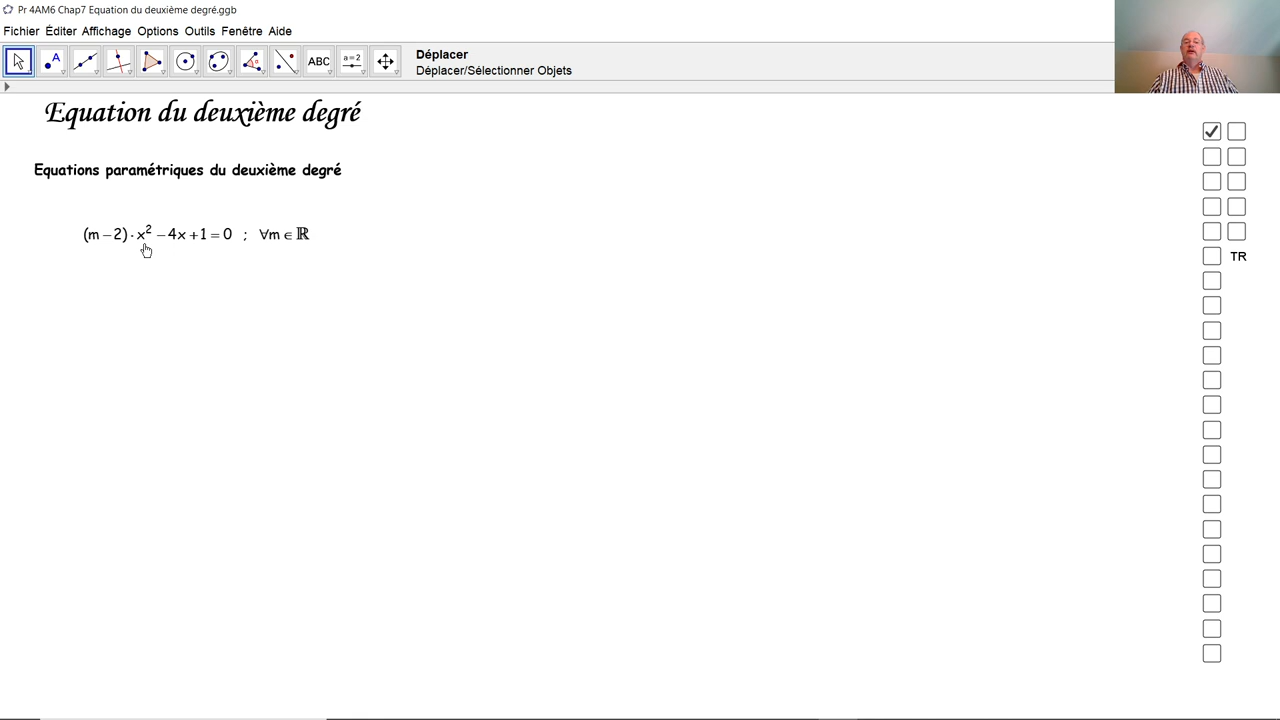 Pr 4AM6 Chap7 Equation du deuxième degré.ggb
Fichier Éditer Affichage Options Outils Fenêtre Aide
A ABC a=2
Déplacer
Déplacer/Sélectionner Objets
Equation du deuxième degré
Equations paramétriques du deuxième degré
(m−2)·x² −4x+1=0 ; ∀m∈ℝ
TR